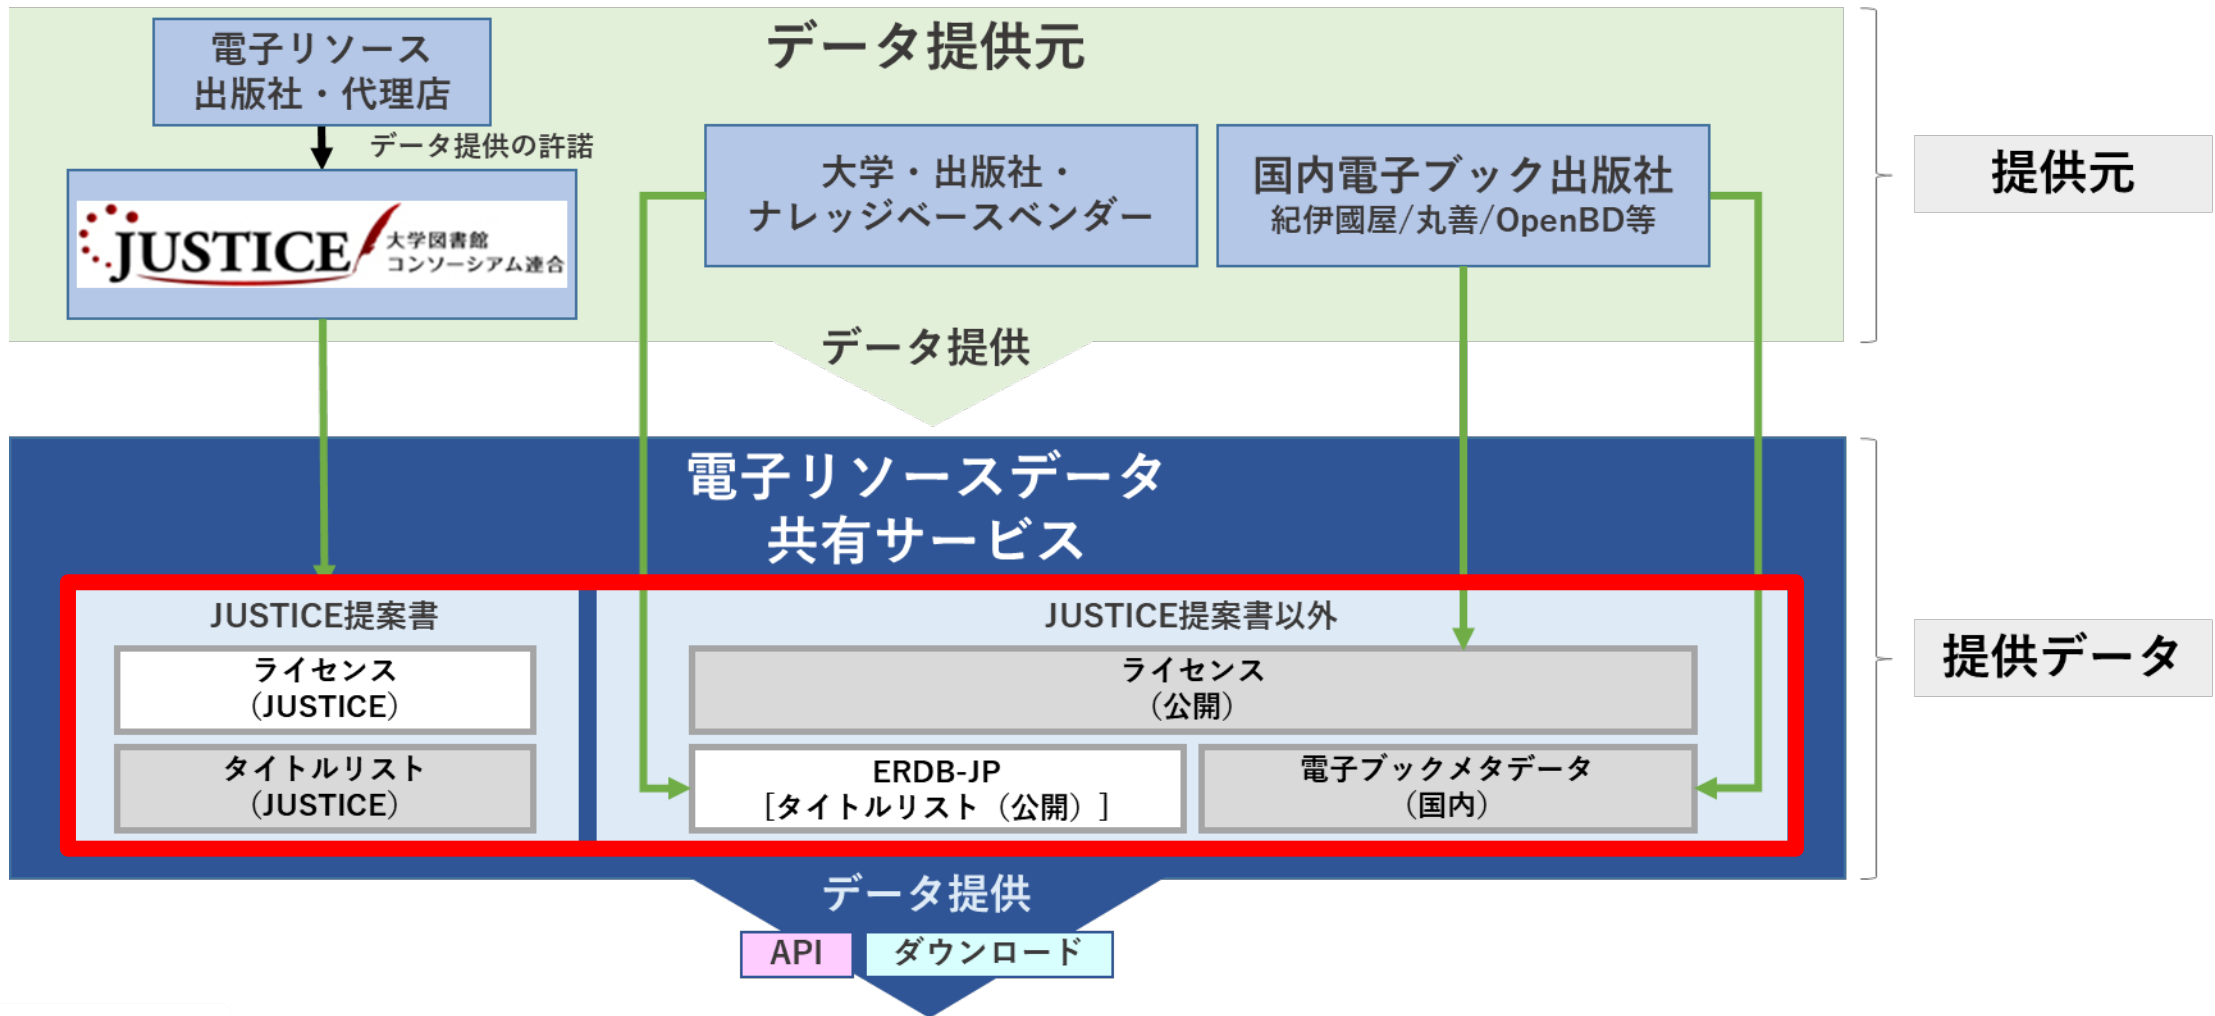 データ提供元
電子リソース
出版社・代理店
データ提供の許諾
JUSTICE
大学図書館
コンソーシアム連合
大学・出版社・
ナレッジベースベンダー
国内電子ブック出版社
紀伊國屋/丸善/OpenBD等
提供元
データ提供
電子リソースデータ
共有サービス
JUSTICE提案書
ライセンス
（JUSTICE）
タイトルリスト
（JUSTICE）
JUSTICE提案書以外
ライセンス
（公開）
ERDB-JP
[タイトルリスト（公開）]
電子ブックメタデータ
（国内）
提供データ
データ提供
API
ダウンロード